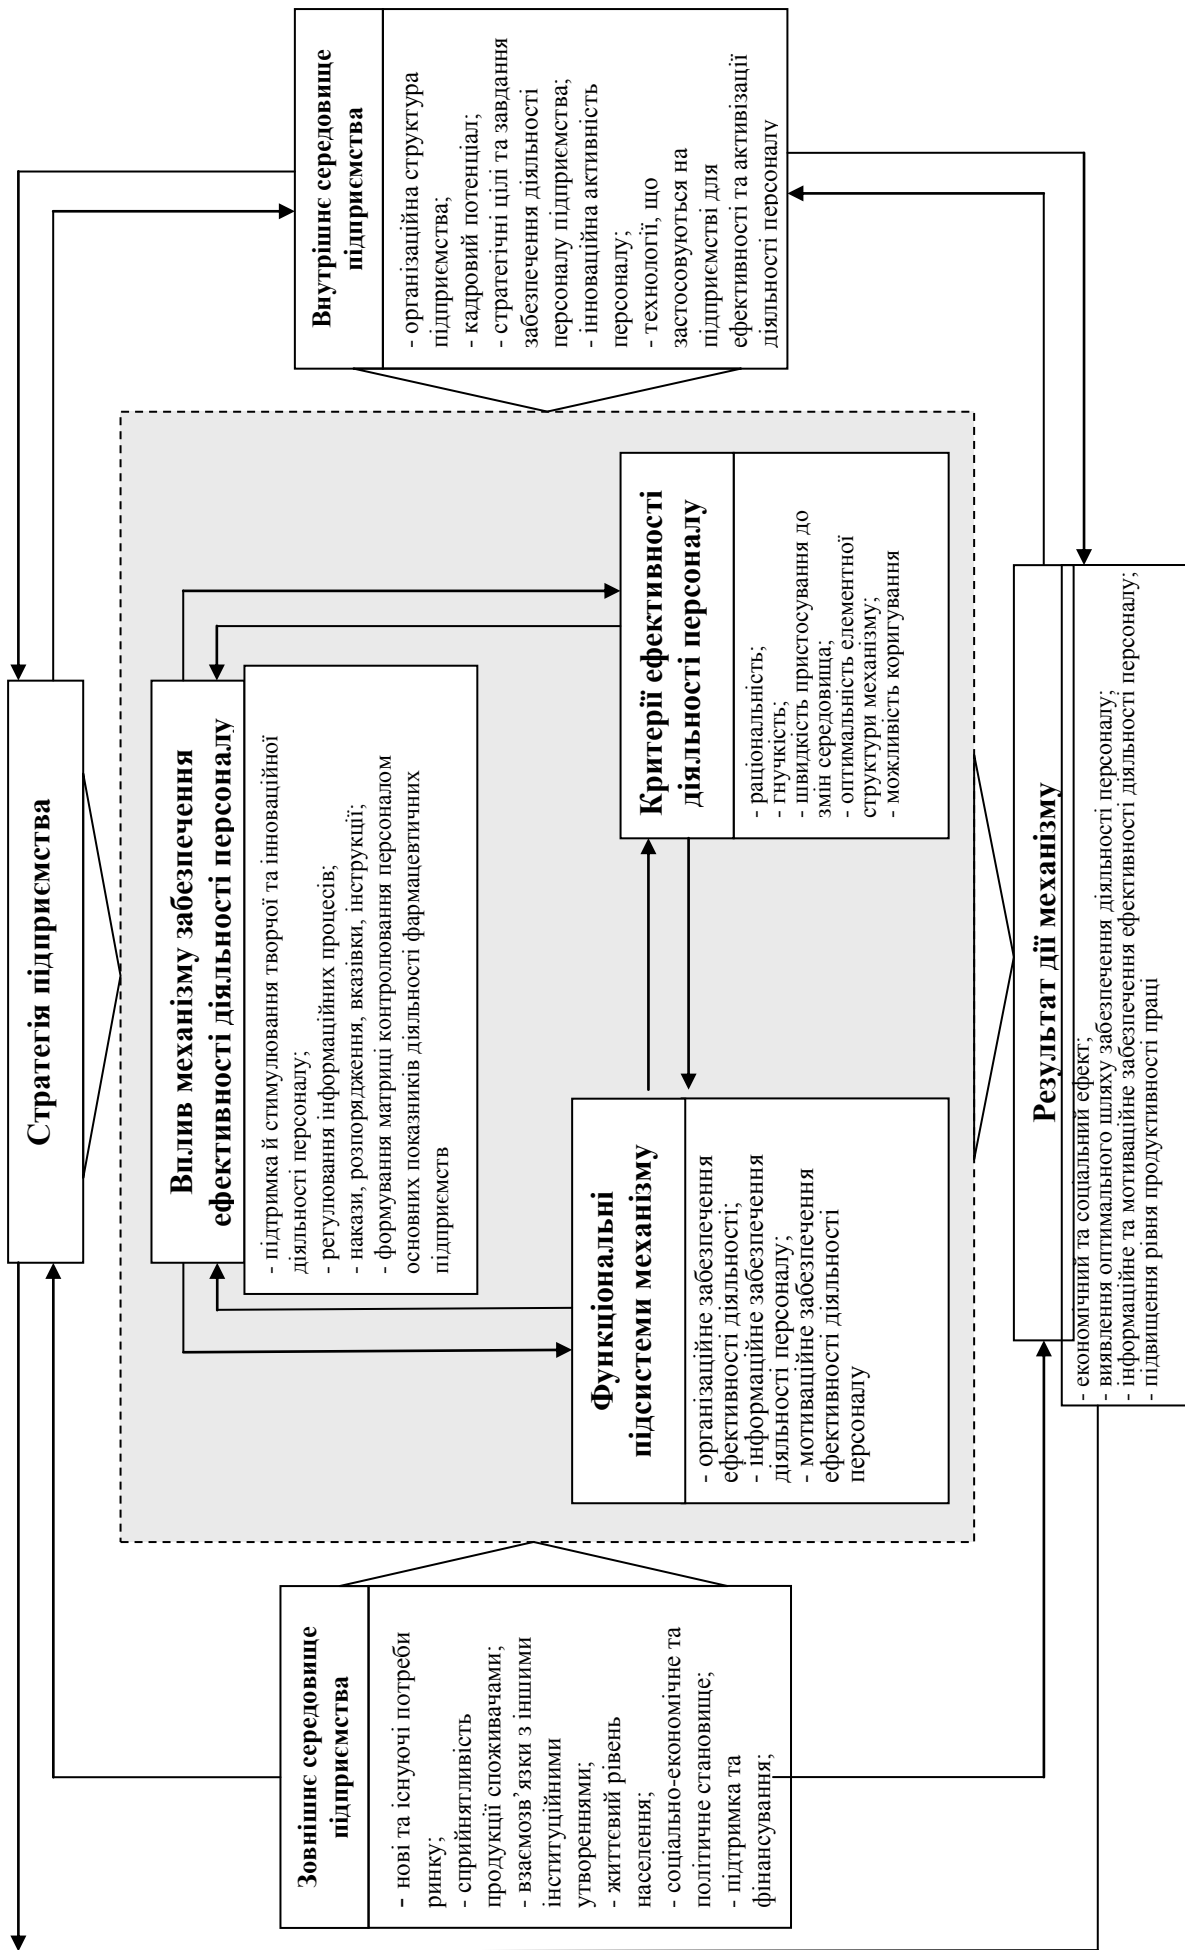 Стратегія підприємства
Зовнішнє середовище
підприємства
- нові та існуючі потреби
ринку;
- сприйнятливість
продукції споживачами;
- взаємозв’язки з іншими
інституційними
утвореннями;
- життєвий рівень
населення;
- соціально-економічне та
політичне становище;
- підтримка та
фінансування;
Вплив механізму забезпечення
ефективності діяльності персоналу
- підтримка й стимулювання творчої та інноваційної
діяльності персоналу;
- регулювання інформаційних процесів;
- накази, розпорядження, вказівки, інструкції;
- формування матриці контролювання персоналом
основних показників діяльності фармацевтичних
підприємств
Функціональні
підсистеми механізму
- організаційне забезпечення
ефективності діяльності;
- інформаційне забезпечення
діяльності персоналу;
- мотиваційне забезпечення
ефективності діяльності
персоналу
Критерії ефективності
діяльності персоналу
- раціональність;
- гнучкість;
- швидкість пристосування до
змін середовища;
- оптимальність елементної
структури механізму;
- можливість коригування
Внутрішнє середовище
підприємства
- організаційна структура
підприємства;
- кадровий потенціал;
- стратегічні цілі та завдання
забезпечення діяльності
персоналу підприємства;
- інноваційна активність
персоналу;
- технології, що
застосовуються на
підприємстві для
ефективності та активізації
діяльності персоналу
Результат дії механізму
- економічний та соціальний ефект;
- виявлення оптимального шляху забезпечення діяльності персоналу;
- інформаційне та мотиваційне забезпечення ефективності діяльності персоналу;
- підвищення рівня продуктивності праці